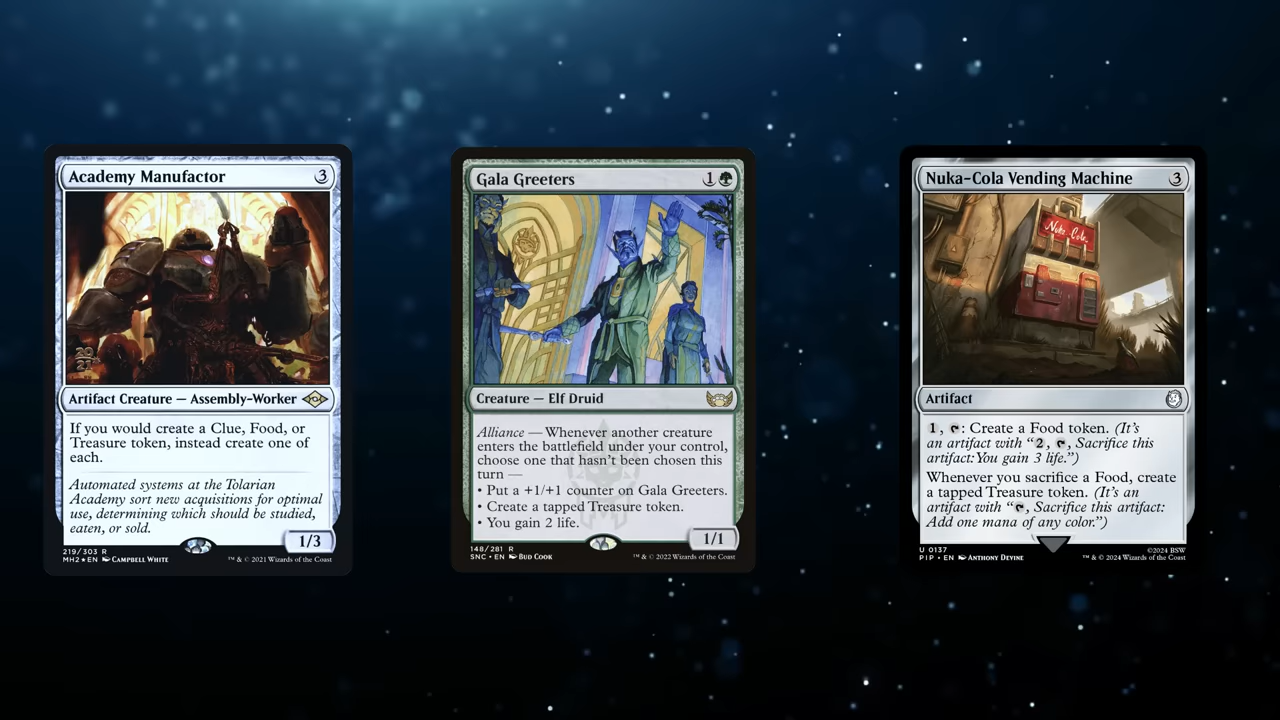 Academy Manufactor 3
20
21
Artifact Creature — Assembly-Worker
If you would create a Clue, Food, or
Treasure token, instead create one of
each.
Automated systems at the Tolarian
Academy sort new acquisitions for optimal
use, determining which should be studied,
eaten, or sold.
1/3
219/303 R
MH2 ★ EN Campbell White
™ & © 2021 Wizards of the Coast
Gala Greeters 1
Creature — Elf Druid
Alliance — Whenever another creature
enters the battlefield under your control,
choose one that hasn't been chosen this
turn —
• Put a +1/+1 counter on Gala Greeters.
• Create a tapped Treasure token.
• You gain 2 life.
1/1
148/281 R
SNC • EN Bud Cook
™ & © 2022 Wizards of the Coast
Nuka-Cola Vending Machine 3
Nuka-Cola
Artifact
1, : Create a Food token. (It's
an artifact with "2, , Sacrifice this
artifact: You gain 3 life.")
Whenever you sacrifice a Food, create
a tapped Treasure token. (It's an
artifact with ", Sacrifice this artifact:
Add one mana of any color.")
U 0137
PIP • EN Anthony Devine
©2024 BSW
™ & © 2024 Wizards of the Coast